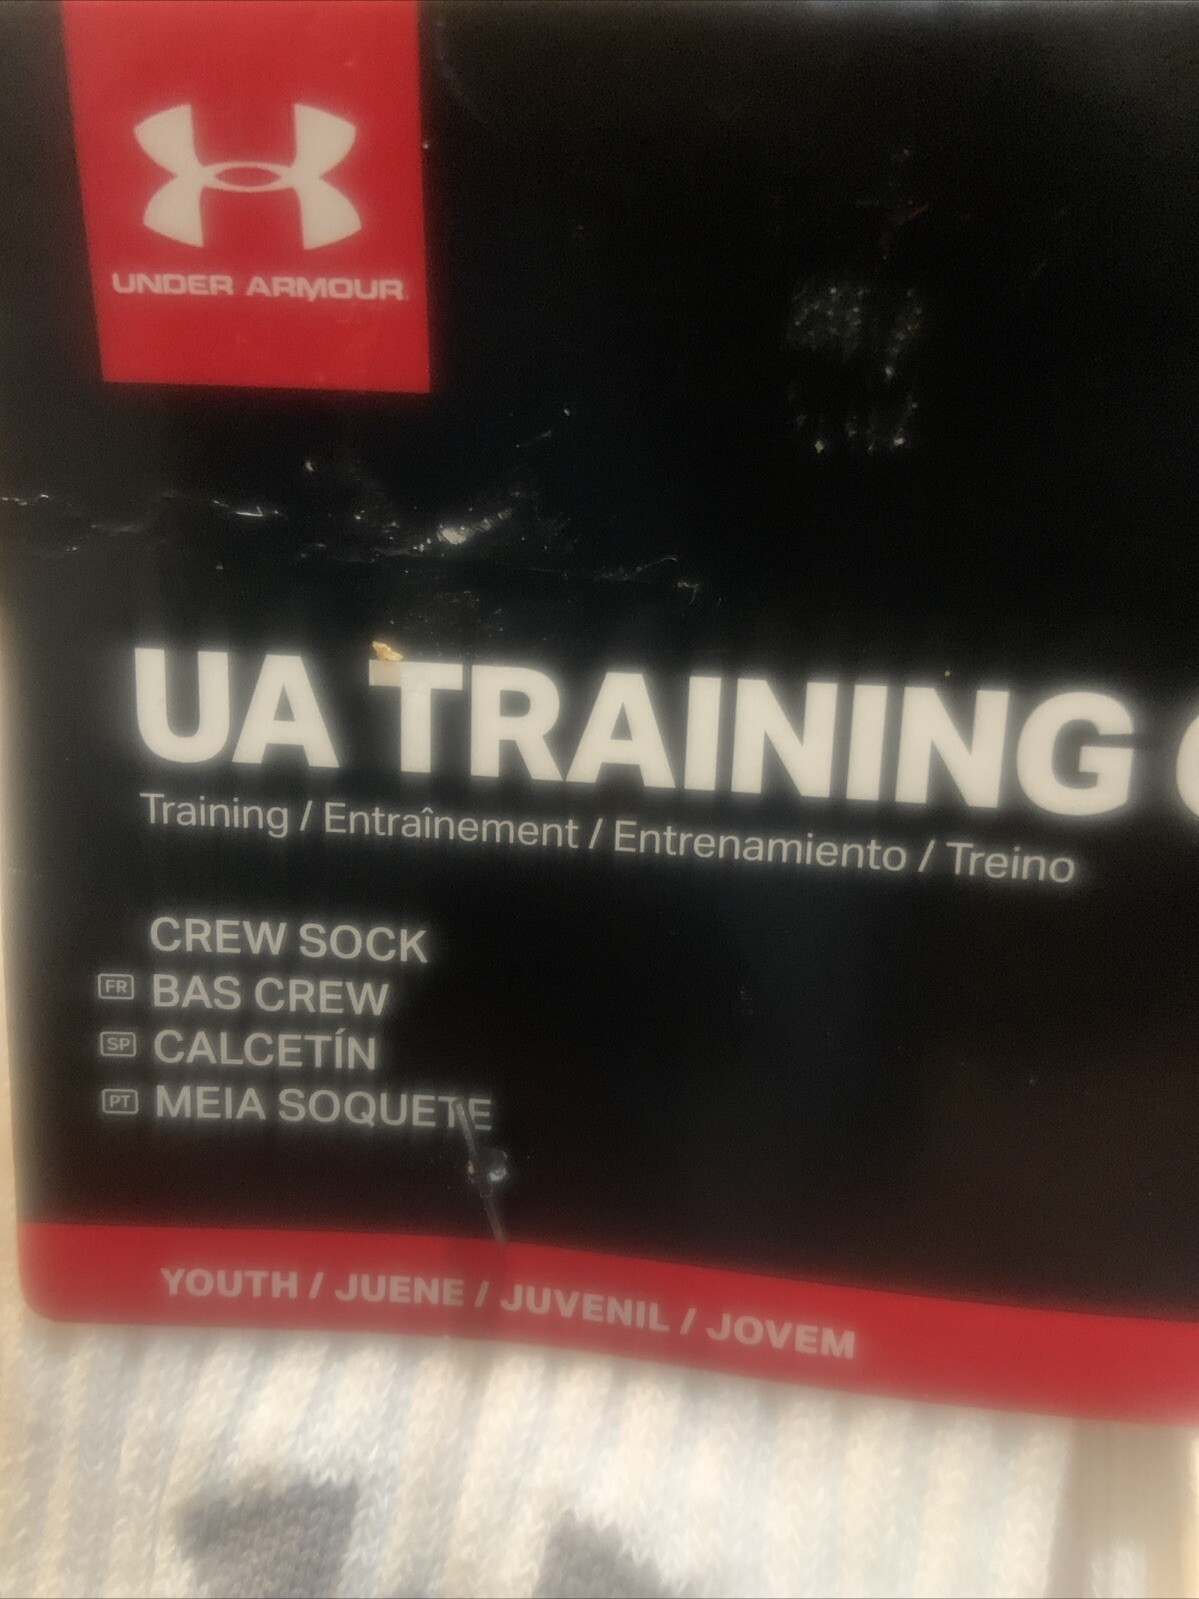 UNDER ARMOUR
UA TRAINING
Training / Entraînement / Entrenamiento / Treino
CREW SOCK
FR BAS CREW
SP CALCETÍN
PT MEIA SOQUETE
YOUTH / JUENE / JUVENIL / JOVEM